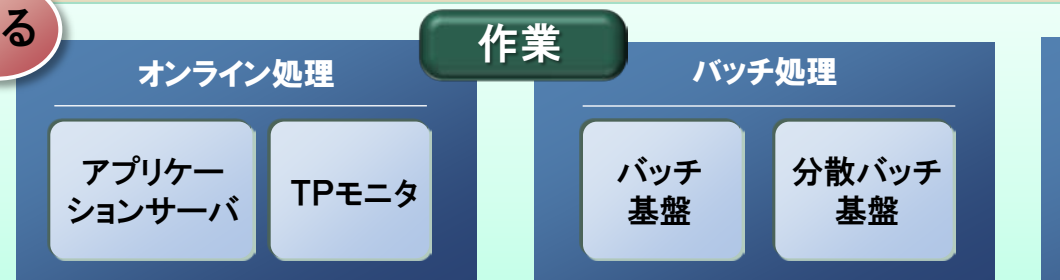 る
作業
オンライン処理
バッチ処理
アプリケー
ションサーバ
TPモニタ
バッチ
基盤
分散バッチ
基盤